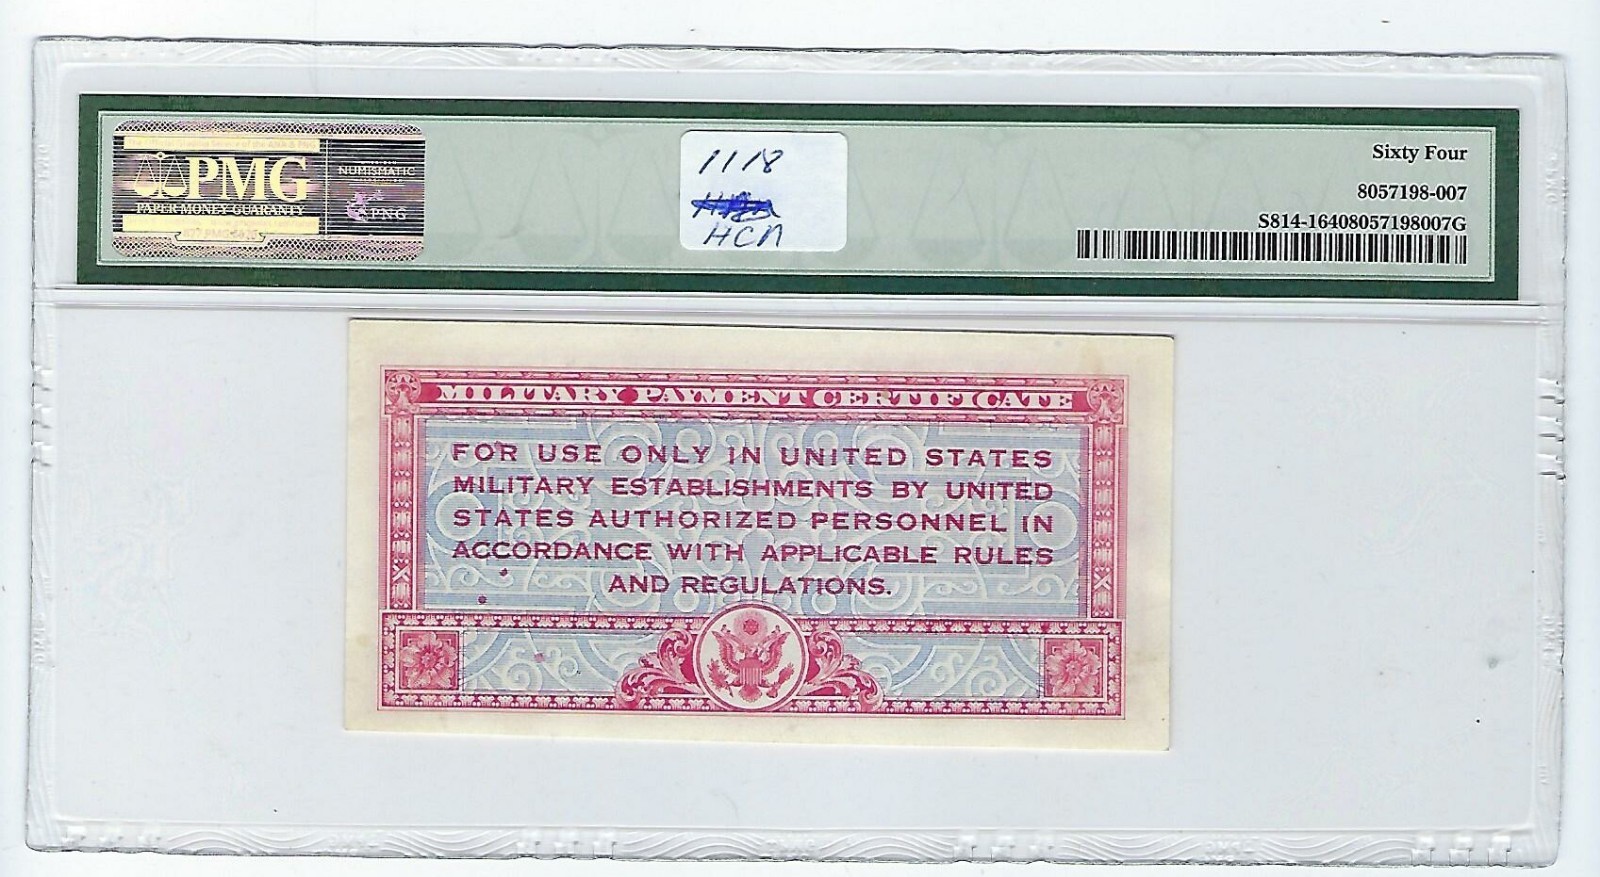 PMG
PAPER MONEY GUARANTY
NUMISMATIC
PNG
1118
HCN
Sixty Four
8057198-007
S814-16408057198007G
MILITARY PAYMENT CERTIFICATE
FOR USE ONLY IN UNITED STATES
MILITARY ESTABLISHMENTS BY UNITED
STATES AUTHORIZED PERSONNEL IN
ACCORDANCE WITH APPLICABLE RULES
AND REGULATIONS.